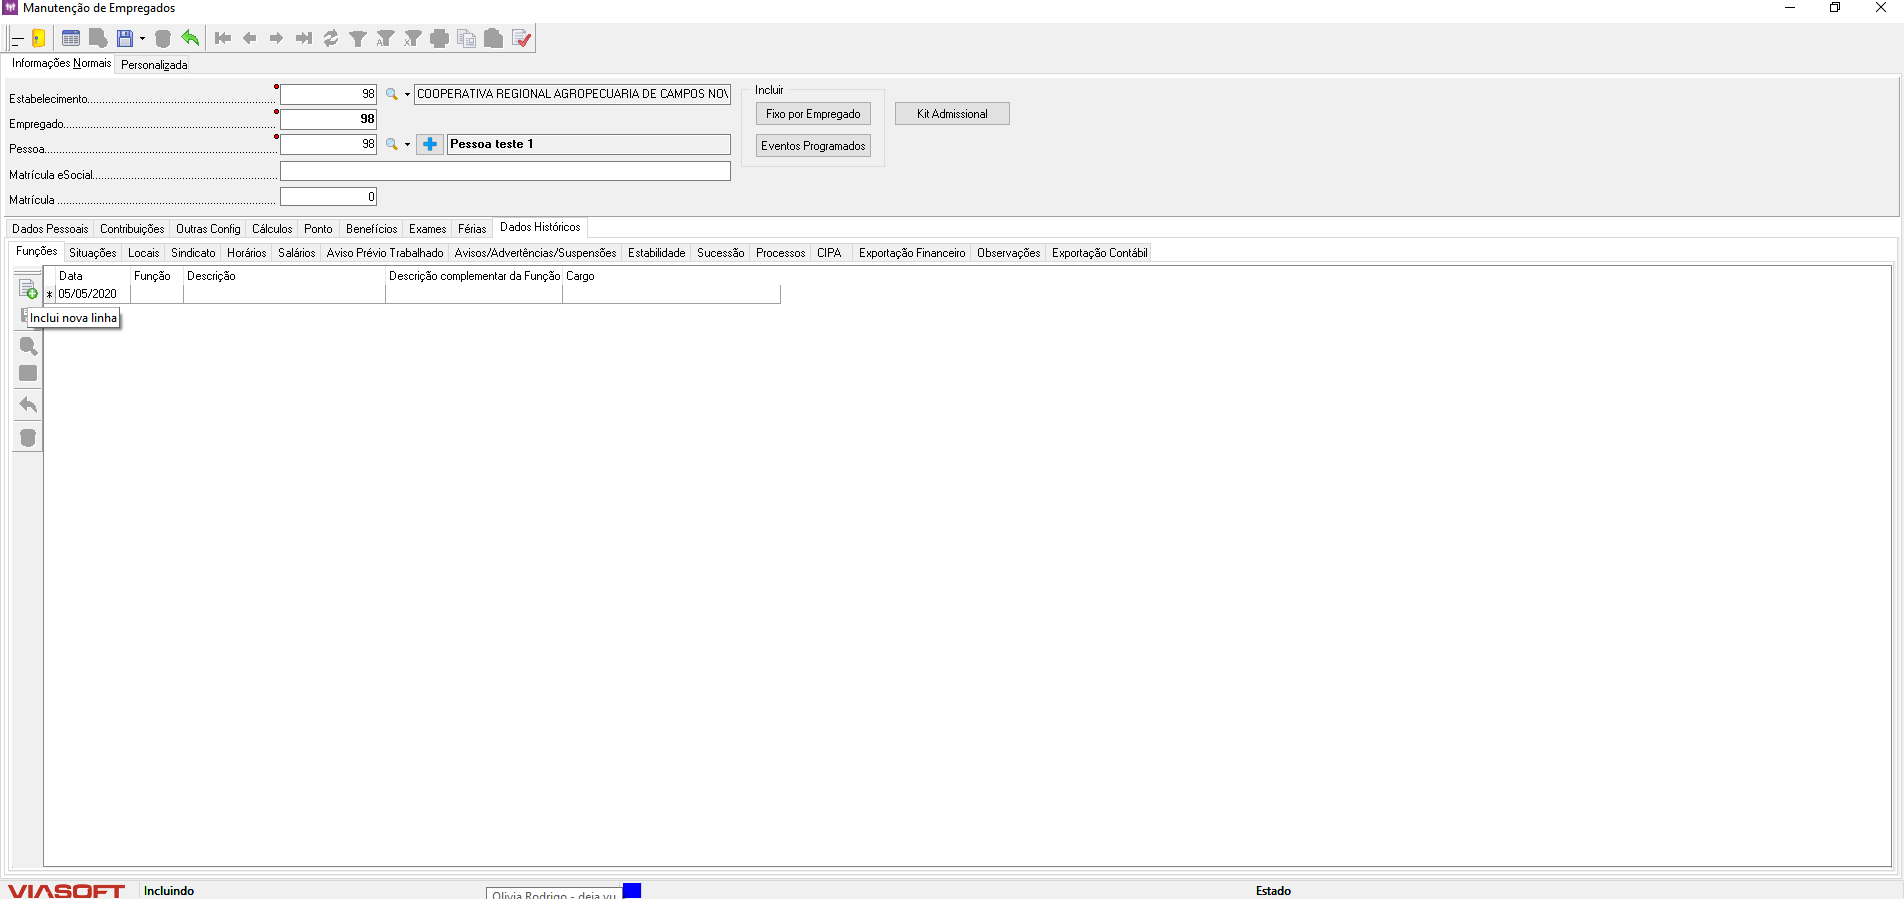 Manutenção de Empregados
Informações Normais Personalizada
Estabelecimento 98 COOPERATIVA REGIONAL AGROPECUARIA DE CAMPOS NOV
Empregado 98
Pessoa 98 Pessoa teste 1
Matrícula eSocial
Matrícula 0
Incluir
Fixo por Empregado
Eventos Programados
Kit Admissional
Dados Pessoais Contribuições Outras Config Cálculos Ponto Benefícios Exames Férias Dados Históricos
Funções Situações Locais Sindicato Horários Salários Aviso Prévio Trabalhado Avisos/Advertências/Suspensões Estabilidade Sucessão Processos CIPA Exportação Financeiro Observações Exportação Contábil
Data Função Descrição Descrição complementar da Função Cargo
* 05/05/2020
Inclui nova linha
VIASOFT Incluindo Olivia Rodrigo - deja vu Estado